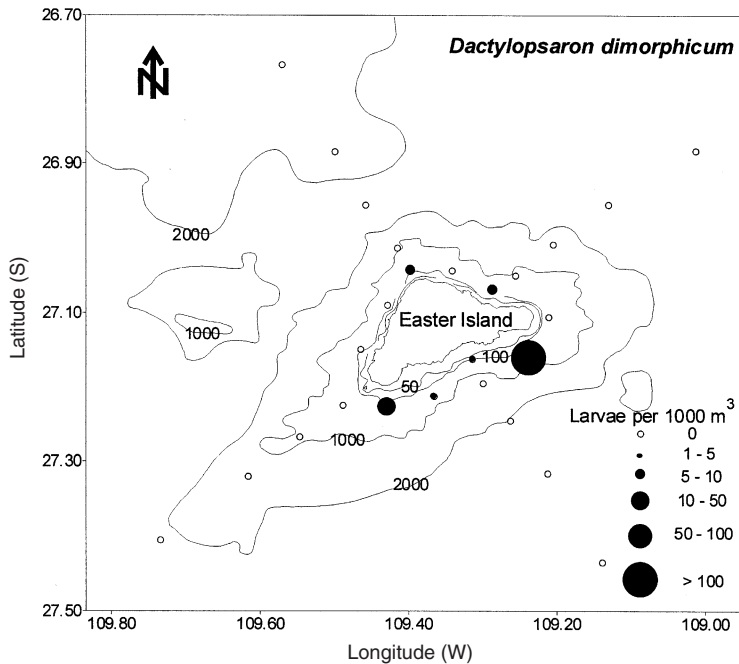 26.70
Dactylopsaron dimorphicum
N
26.90
2000
Latitude (S)
27.10
1000
Easter Island
100
50
1000
2000
27.30
27.50
Larvae per 1000 m³
0
1 - 5
5 - 10
10 - 50
50 - 100
> 100
109.80
109.60
109.40
109.20
109.00
Longitude (W)